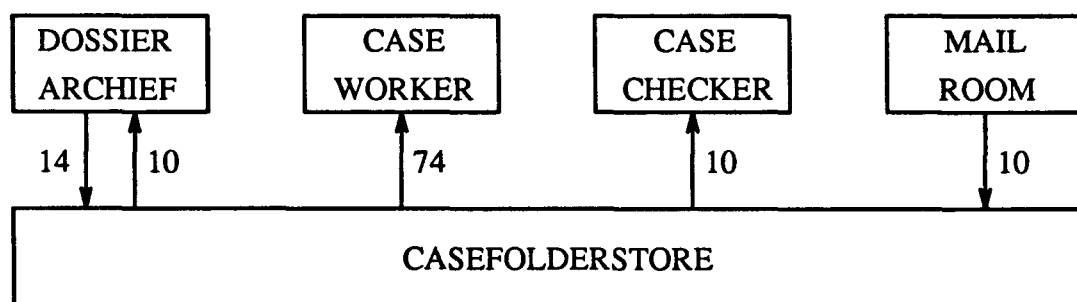 DOSSIER
ARCHIEF
CASE
WORKER
CASE
CHECKER
MAIL
ROOM
14
10
74
10
10
CASEFOLDERSTORE